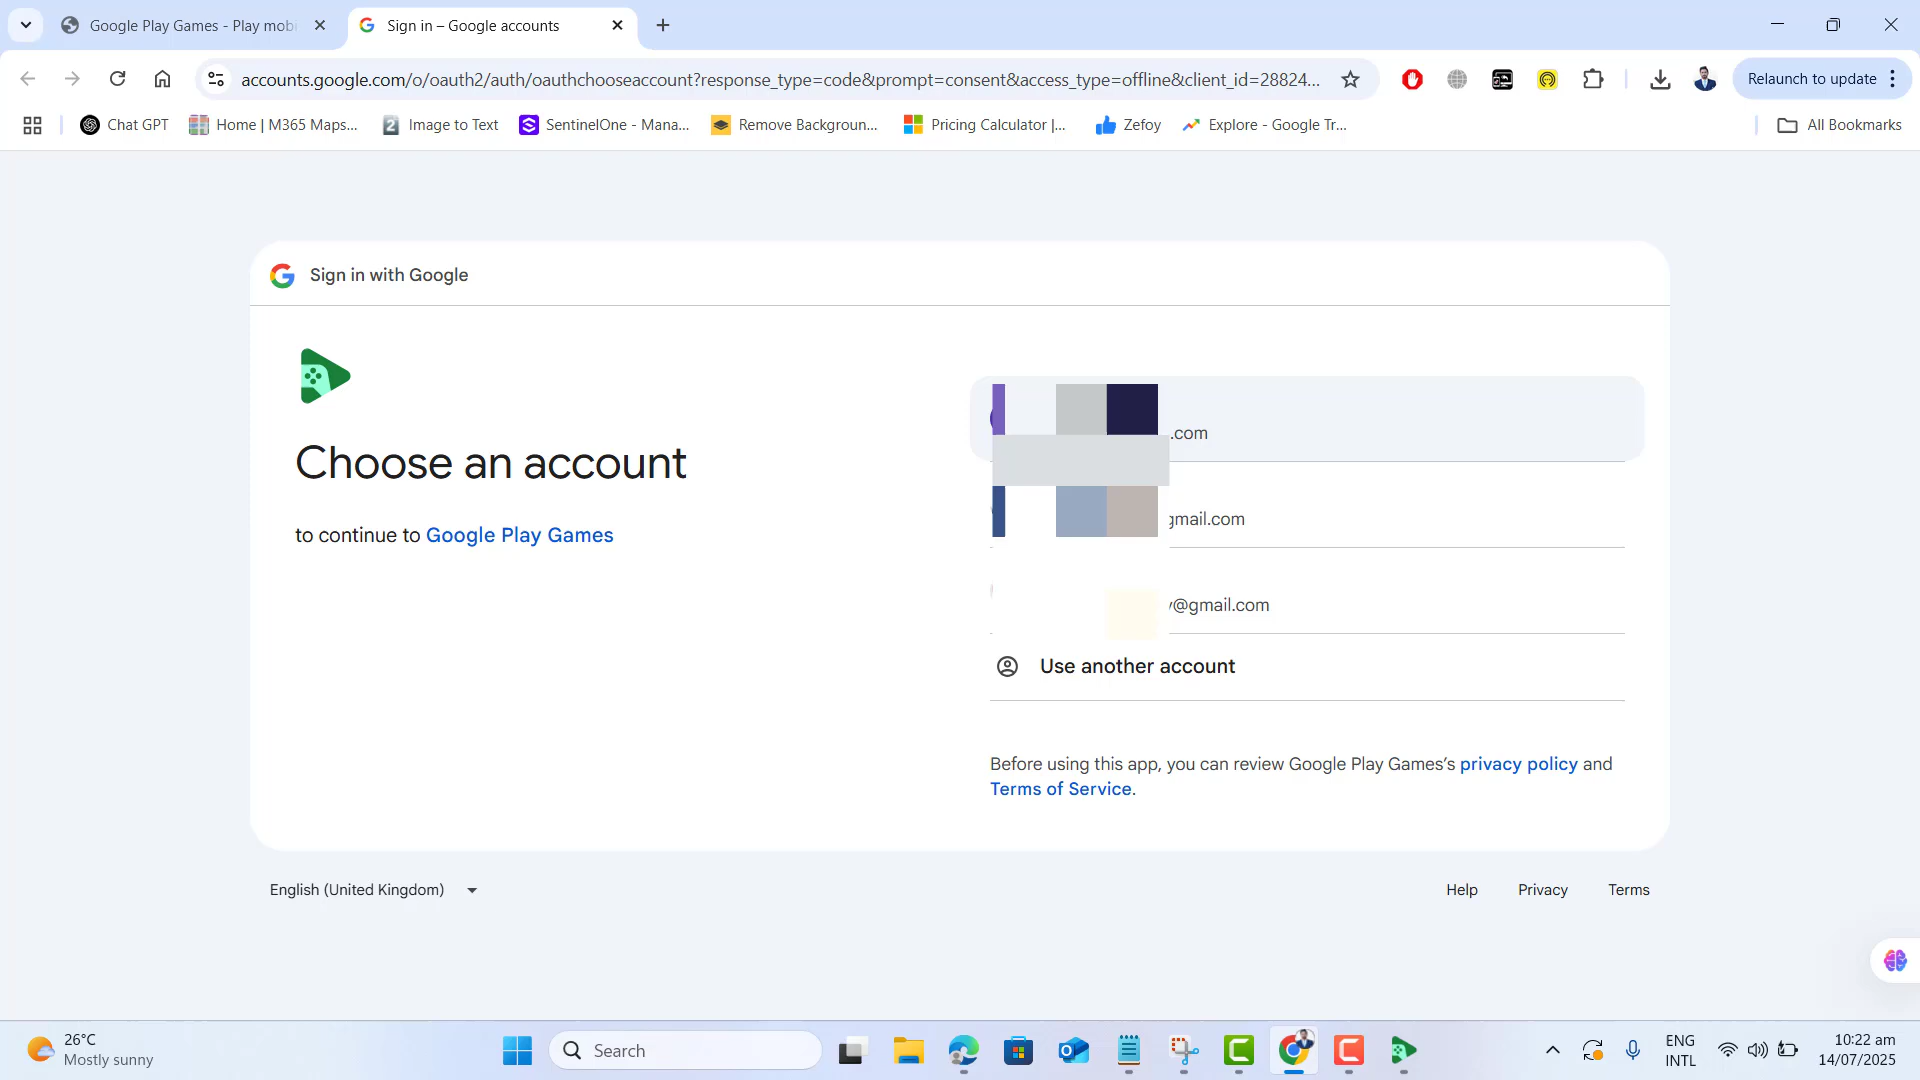 Google Play Games - Play mobi
Sign in – Google accounts
accounts.google.com/o/oauth2/auth/oauthchooseaccount?response_type=code&prompt=consent&access_type=offline&client_id=28824...
Relaunch to update
Chat GPT
Home | M365 Maps...
Image to Text
SentinelOne - Mana...
Remove Backgroun...
Pricing Calculator |...
Zefoy
Explore - Google Tr...
All Bookmarks
Sign in with Google
Choose an account
to continue to Google Play Games
.com
gmail.com
y@gmail.com
Use another account
Before using this app, you can review Google Play Games’s privacy policy and
Terms of Service.
English (United Kingdom)
Help
Privacy
Terms
26°C
Mostly sunny
Search
ENG
INTL
10:22 am
14/07/2025